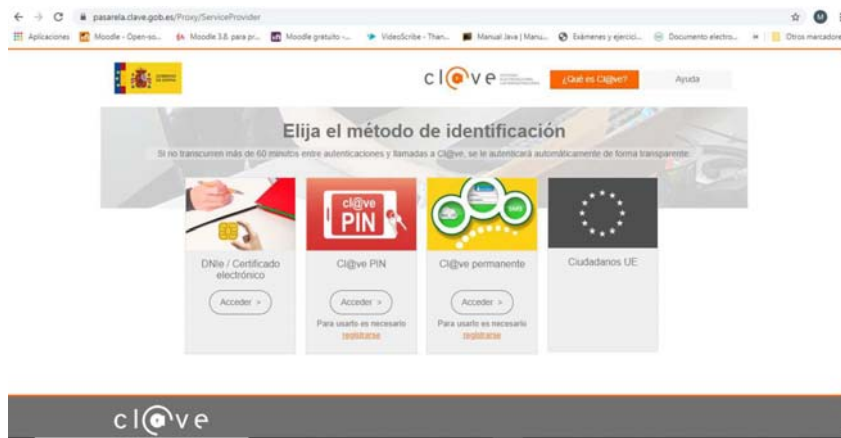 pasarela.clave.gob.es/Proxy/ServiceProvider
M
Aplicaciones Moodle - Open-so... Moodle 3.8. para pr... Moodle gratuito -... VideoScribe - Than... Manual Java | Manu... Exámenes y ejercici... Documento electro... » Otros marcadores
cl@ve ¿Qué es Cl@ve? Ayuda
Elija el método de identificación
Si no transcurren más de 60 minutos entre autenticaciones y llamadas a Cl@ve, se le autenticará automáticamente de forma transparente.
cl@ve
PIN
DNIe / Certificado
electrónico
Acceder >
Cl@ve PIN
Acceder >
Para usarlo es necesario
registrarse
Cl@ve permanente
Acceder >
Para usarlo es necesario
registrarse
Ciudadanos UE
cl@ve